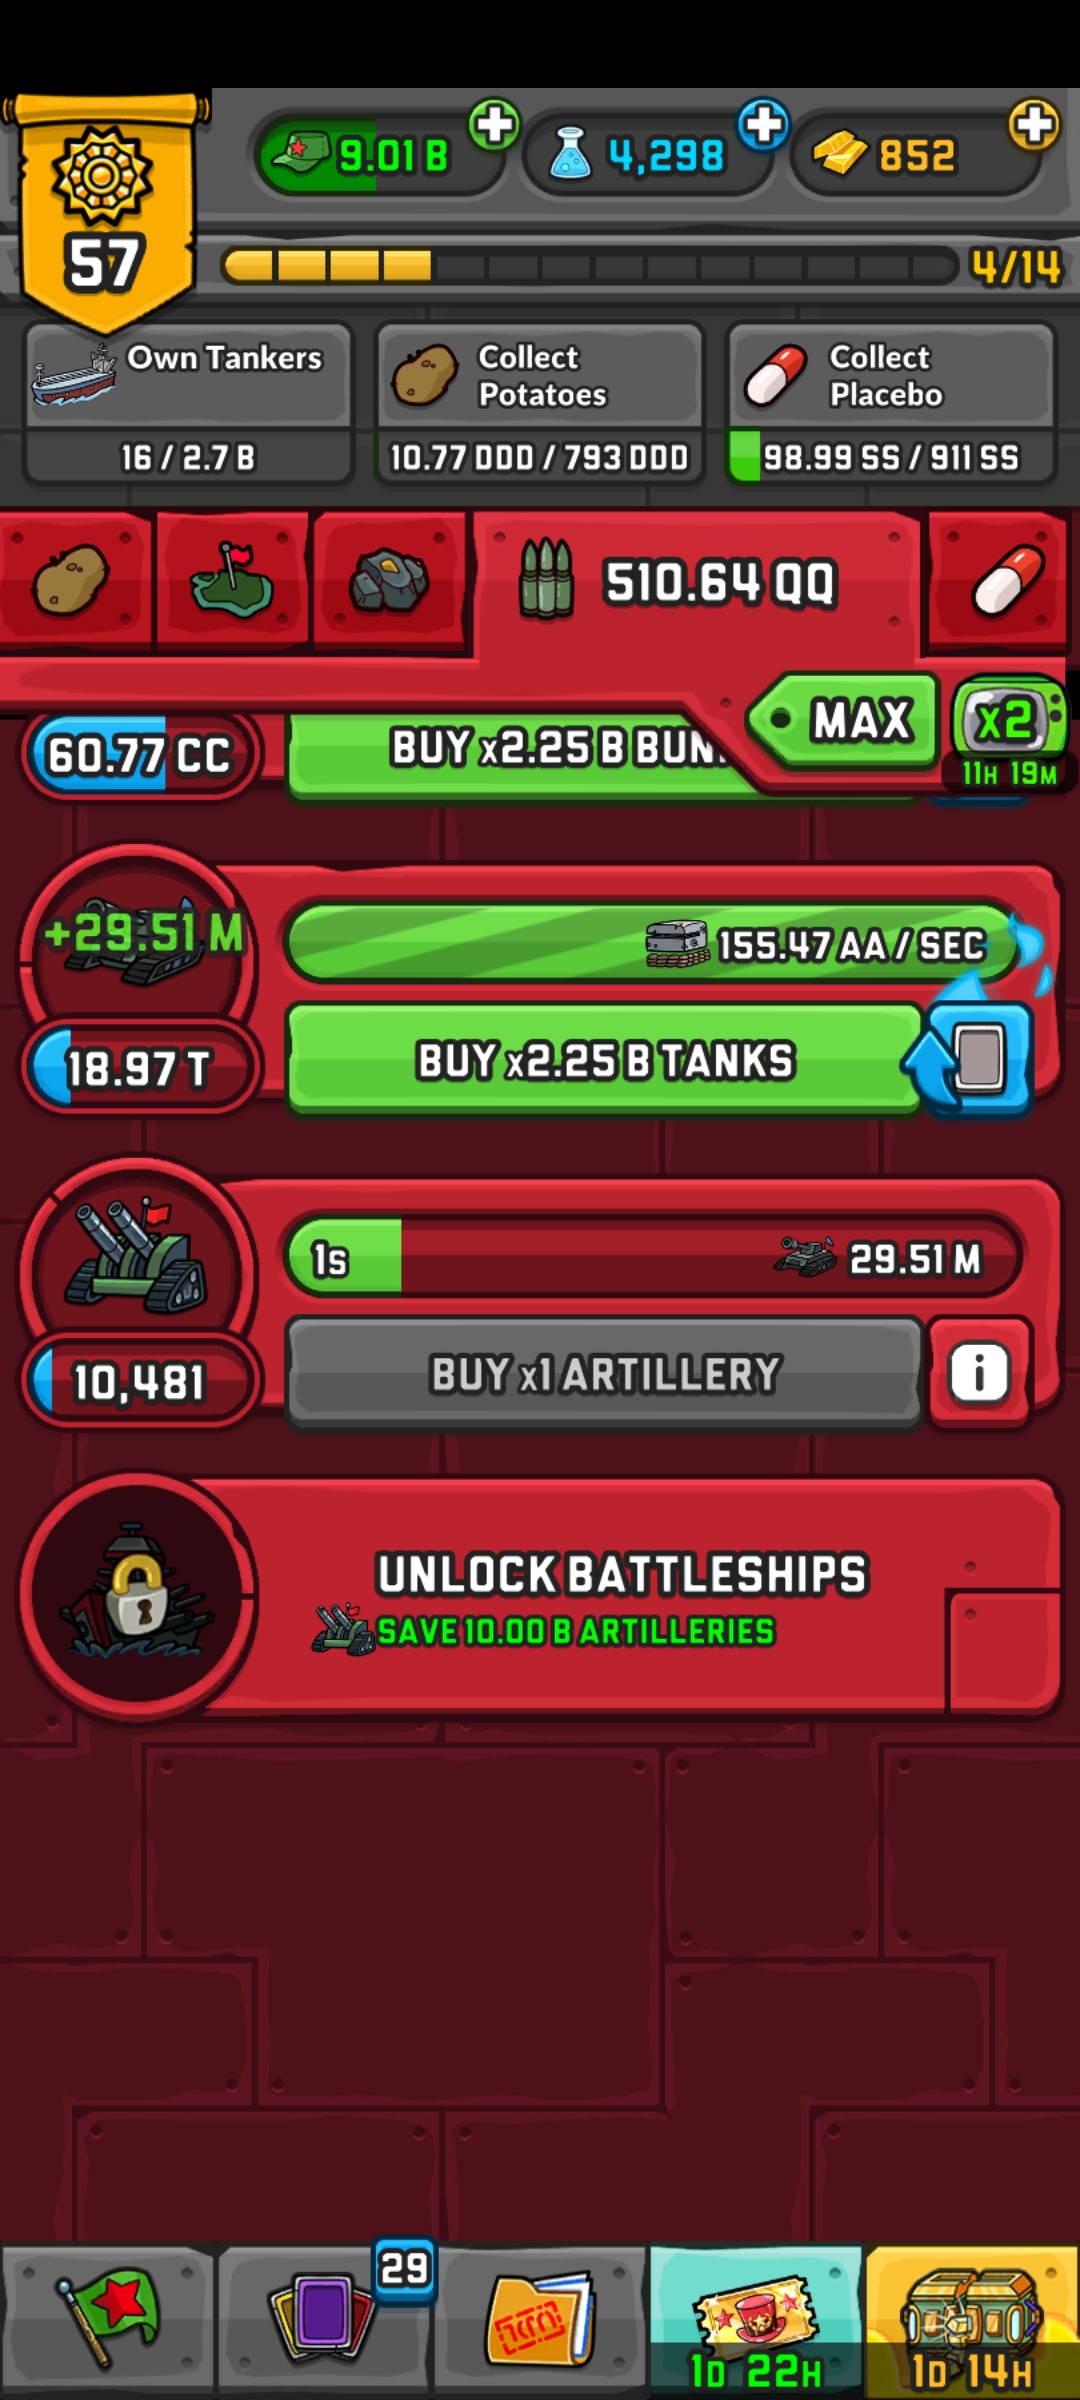 9.01 B
4,298
852
57
4/14
Own Tankers
16 / 2.7 B
Collect
Potatoes
10.77 DDD / 793 DDD
Collect
Placebo
98.99 SS / 911 SS
510.64 QQ
MAX
x2
11H 19M
60.77 CC
BUY x2.25 B BUN
+29.51 M
155.47 AA / SEC
18.97 T
BUY x2.25 B TANKS
1s
29.51 M
10,481
BUY x1 ARTILLERY
i
UNLOCK BATTLESHIPS
SAVE 10.00 B ARTILLERIES
29
1D 22H
1D 14H